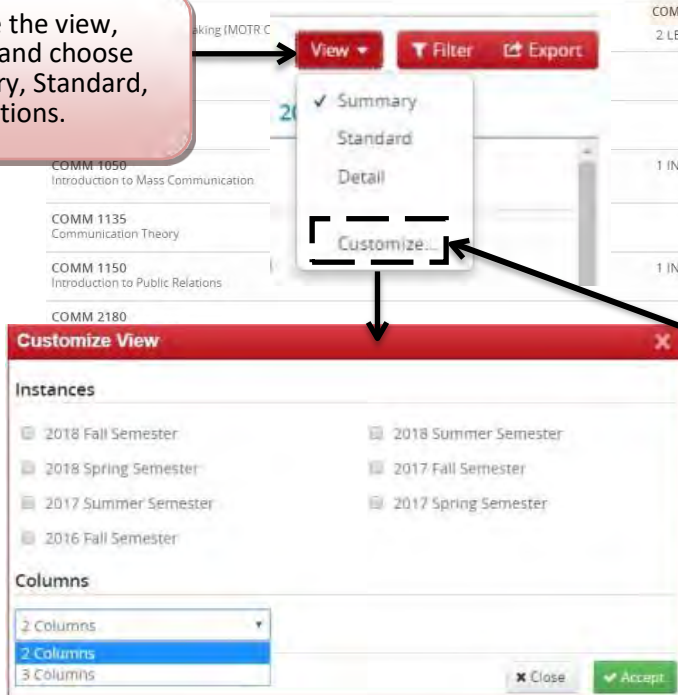 e the view,
and choose
ry, Standard,
tions.
aking [MOTR C
View
Filter
Export
COM
2 LE
20
✓ Summary
Standard
Detail
Customize...
COMM 1050
Introduction to Mass Communication
1 IN
COMM 1135
Communication Theory
COMM 1150
Introduction to Public Relations
1 IN
COMM 2180
Customize View
Instances
2018 Fall Semester
2018 Summer Semester
2018 Spring Semester
2017 Fall Semester
2017 Summer Semester
2017 Spring Semester
2016 Fall Semester
Columns
2 Columns
2 Columns
3 Columns
Close
Accept